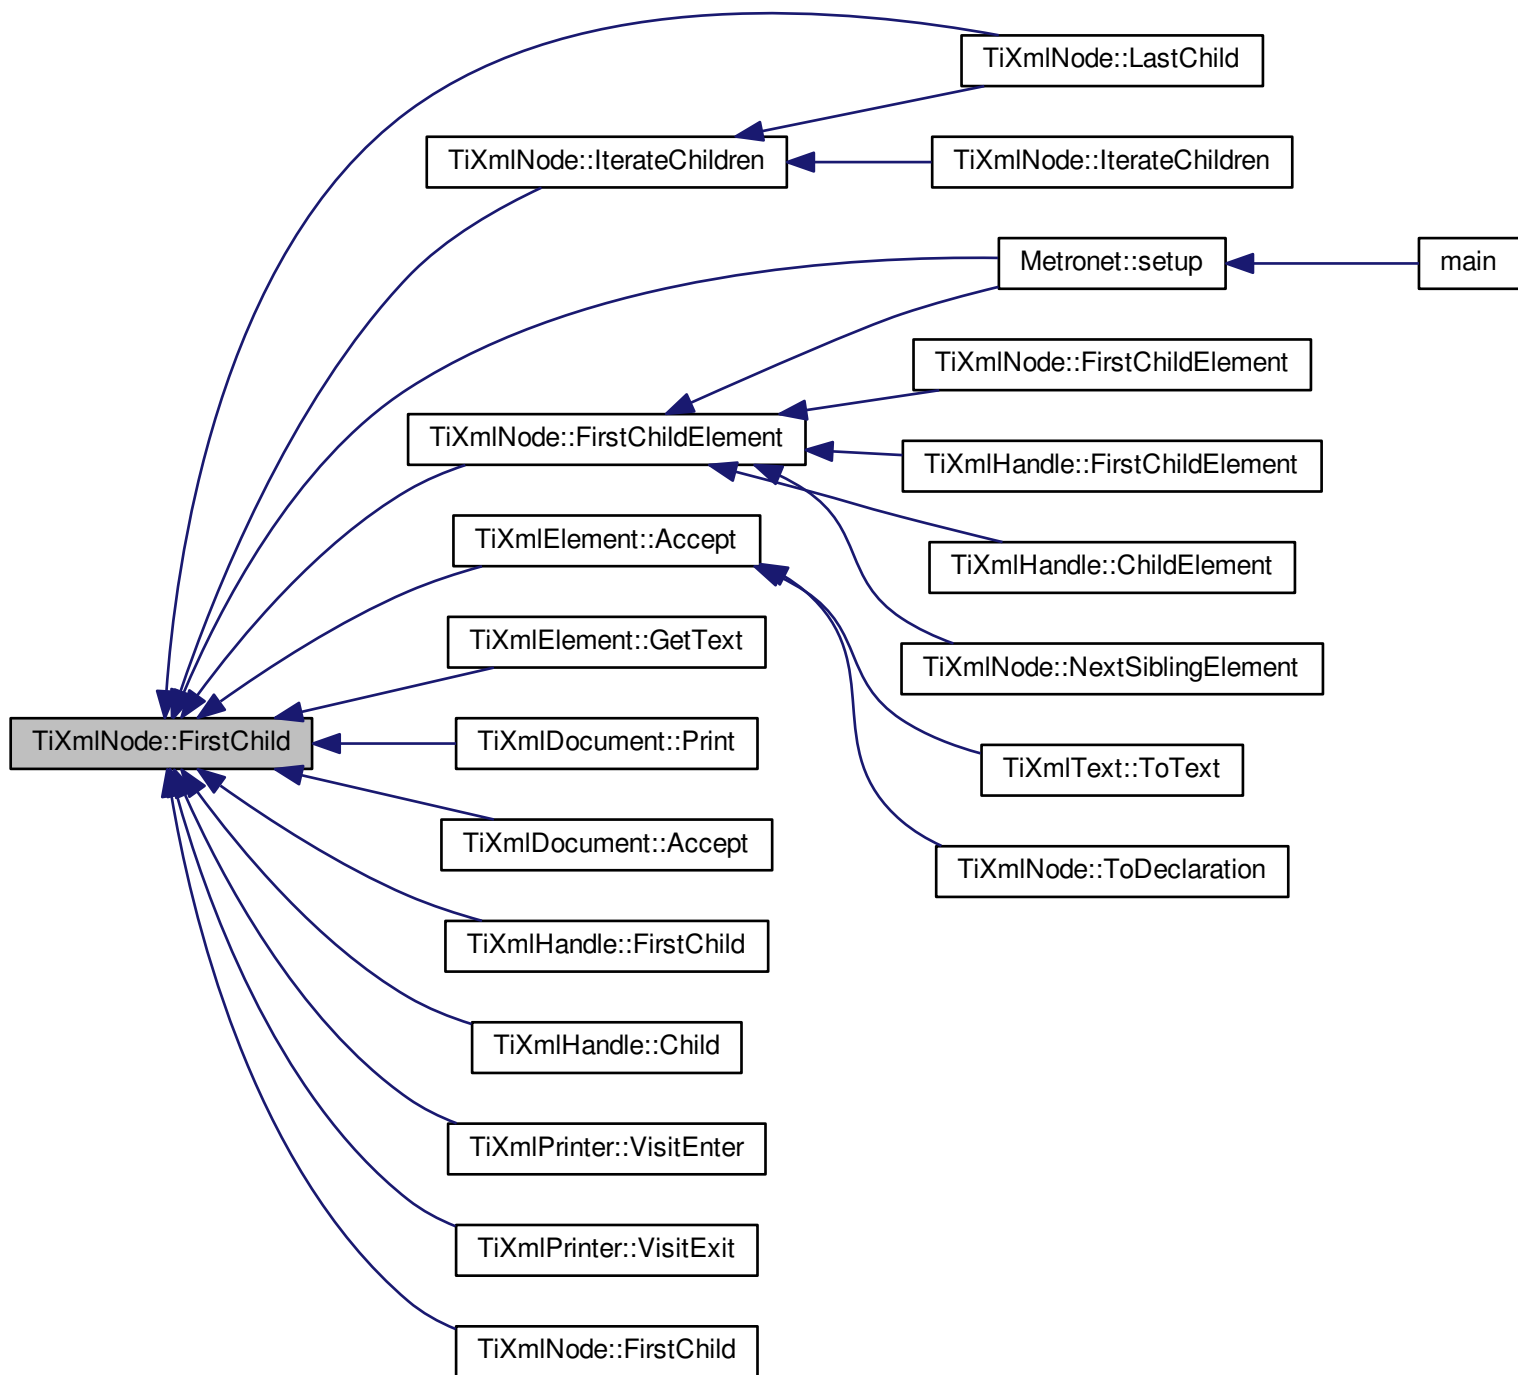 TiXmlNode::LastChild
TiXmlNode::IterateChildren
TiXmlNode::IterateChildren
Metronet::setup
main
TiXmlNode::FirstChildElement
TiXmlNode::FirstChildElement
TiXmlHandle::FirstChildElement
TiXmlElement::Accept
TiXmlHandle::ChildElement
TiXmlElement::GetText
TiXmlNode::NextSiblingElement
TiXmlNode::FirstChild
TiXmlDocument::Print
TiXmlText::ToText
TiXmlDocument::Accept
TiXmlNode::ToDeclaration
TiXmlHandle::FirstChild
TiXmlHandle::Child
TiXmlPrinter::VisitEnter
TiXmlPrinter::VisitExit
TiXmlNode::FirstChild